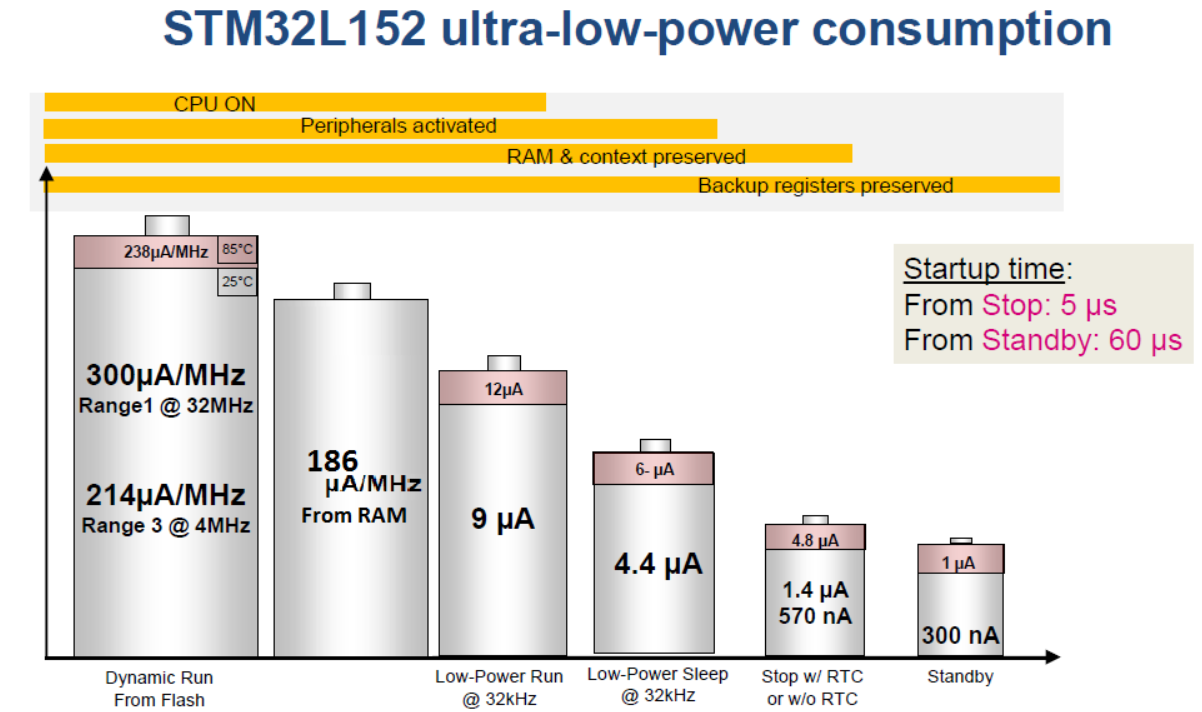 STM32L152 ultra-low-power consumption
CPU ON
Peripherals activated
RAM & context preserved
Backup registers preserved
238µA/MHz
85°C
25°C
300µA/MHz
Range1 @ 32MHz
214µA/MHz
Range 3 @ 4MHz
186
µA/MHz
From RAM
12µA
9 µA
6- µA
4.4 µA
4.8 µA
1.4 µA
570 nA
1 µA
300 nA
Startup time:
From Stop: 5 µs
From Standby: 60 µs
Dynamic Run
From Flash
Low-Power Run
@ 32kHz
Low-Power Sleep
@ 32kHz
Stop w/ RTC
or w/o RTC
Standby